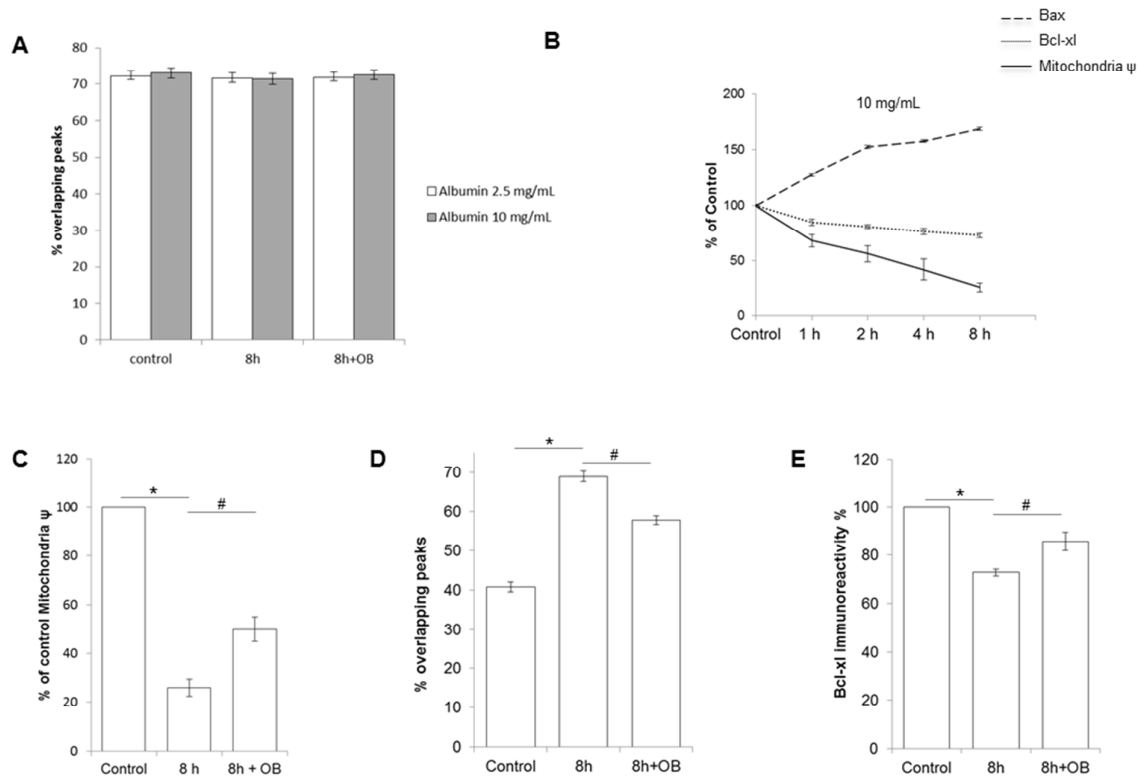 A
% overlapping peaks
80
70
60
50
40
30
20
10
0
control 8h 8h+OB
Albumin 2.5 mg/mL
Albumin 10 mg/mL
B
Bax
Bcl-xl
Mitochondria ψ
10 mg/mL
% of Control
200
150
100
50
0
Control 1 h 2 h 4 h 8 h
C
% of control Mitochondria ψ
120
100
80
60
40
20
0
* #
Control 8 h 8h + OB
D
% overlapping peaks
70
60
50
40
30
20
10
0
* #
Control 8h 8h+OB
E
Bcl-xl immunoreactivity %
120
100
80
60
40
20
0
* #
Control 8h 8h+OB